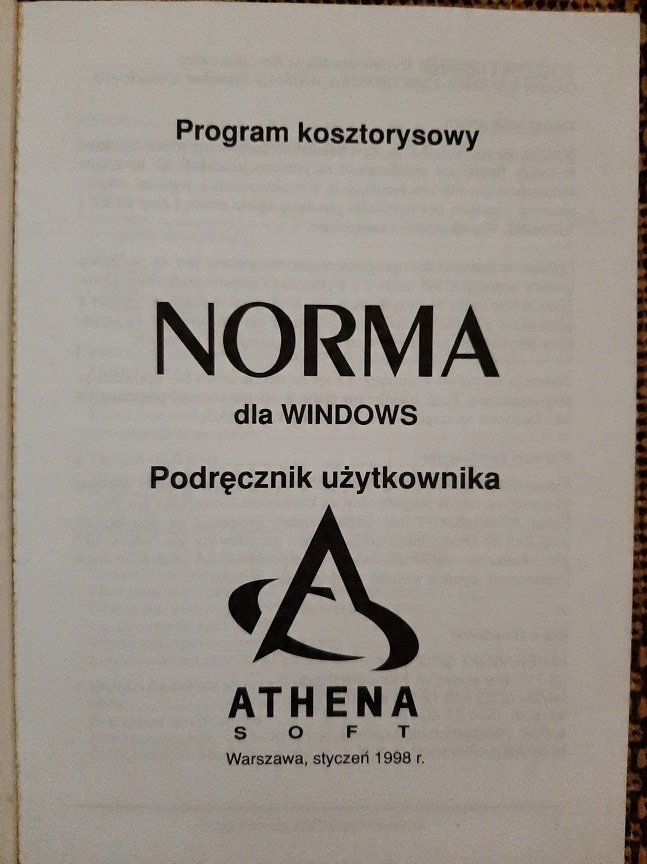 Program kosztorysowy
NORMA
dla WINDOWS
Podręcznik użytkownika
ATHENA
SOFT
Warszawa, styczeń 1998 r.